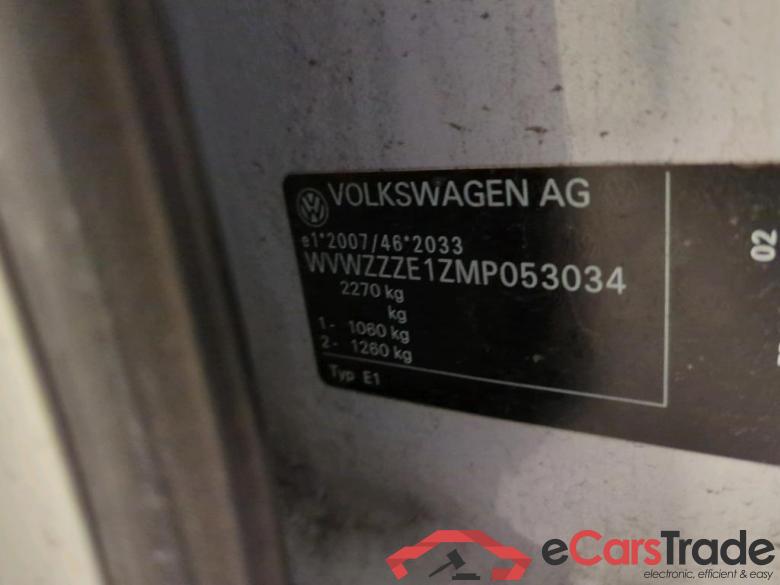 VOLKSWAGEN AG
e1*2007/46*2033
WVWZZZE1ZMP053034
2270 kg
kg
1- 1060 kg
2- 1260 kg
Typ E1
02
eCarsTrade
electronic, efficient & easy